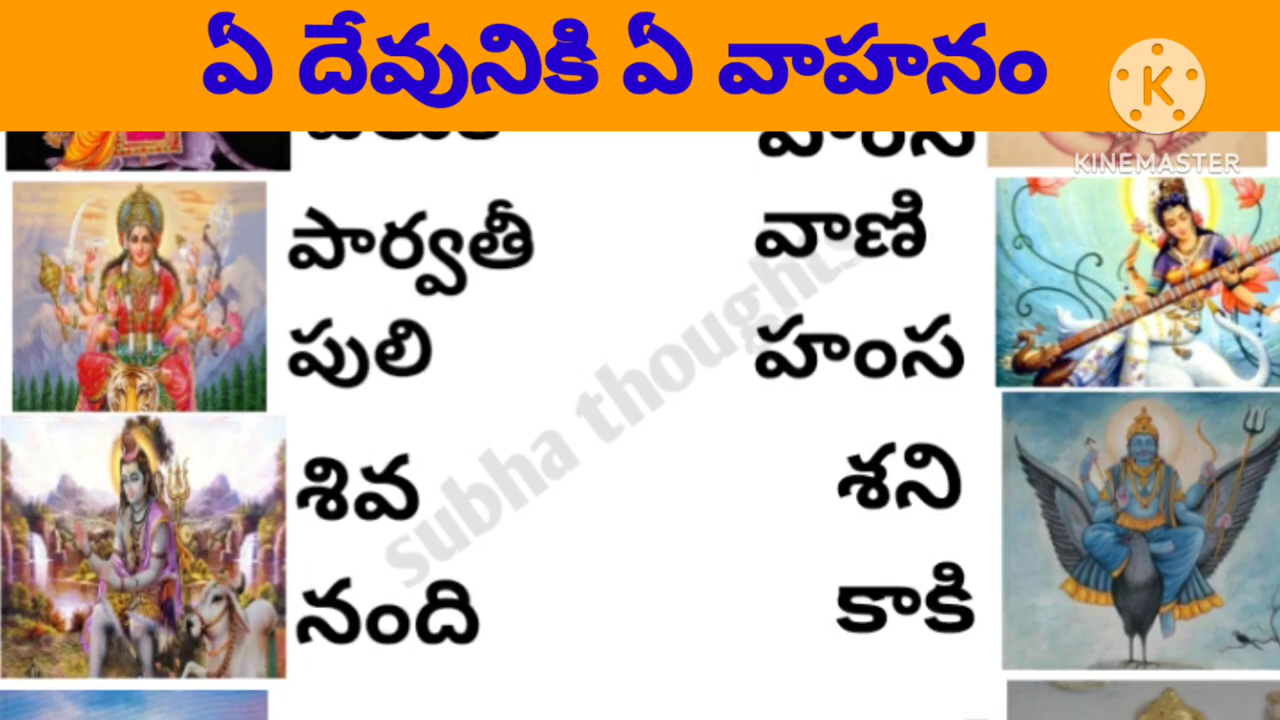 ఏ దేవునికి ఏ వాహనం
KINEMASTER
పార్వతీ
పులి
వాణి
హంస
subha thoughts
శివ
నంది
శని
కాకి